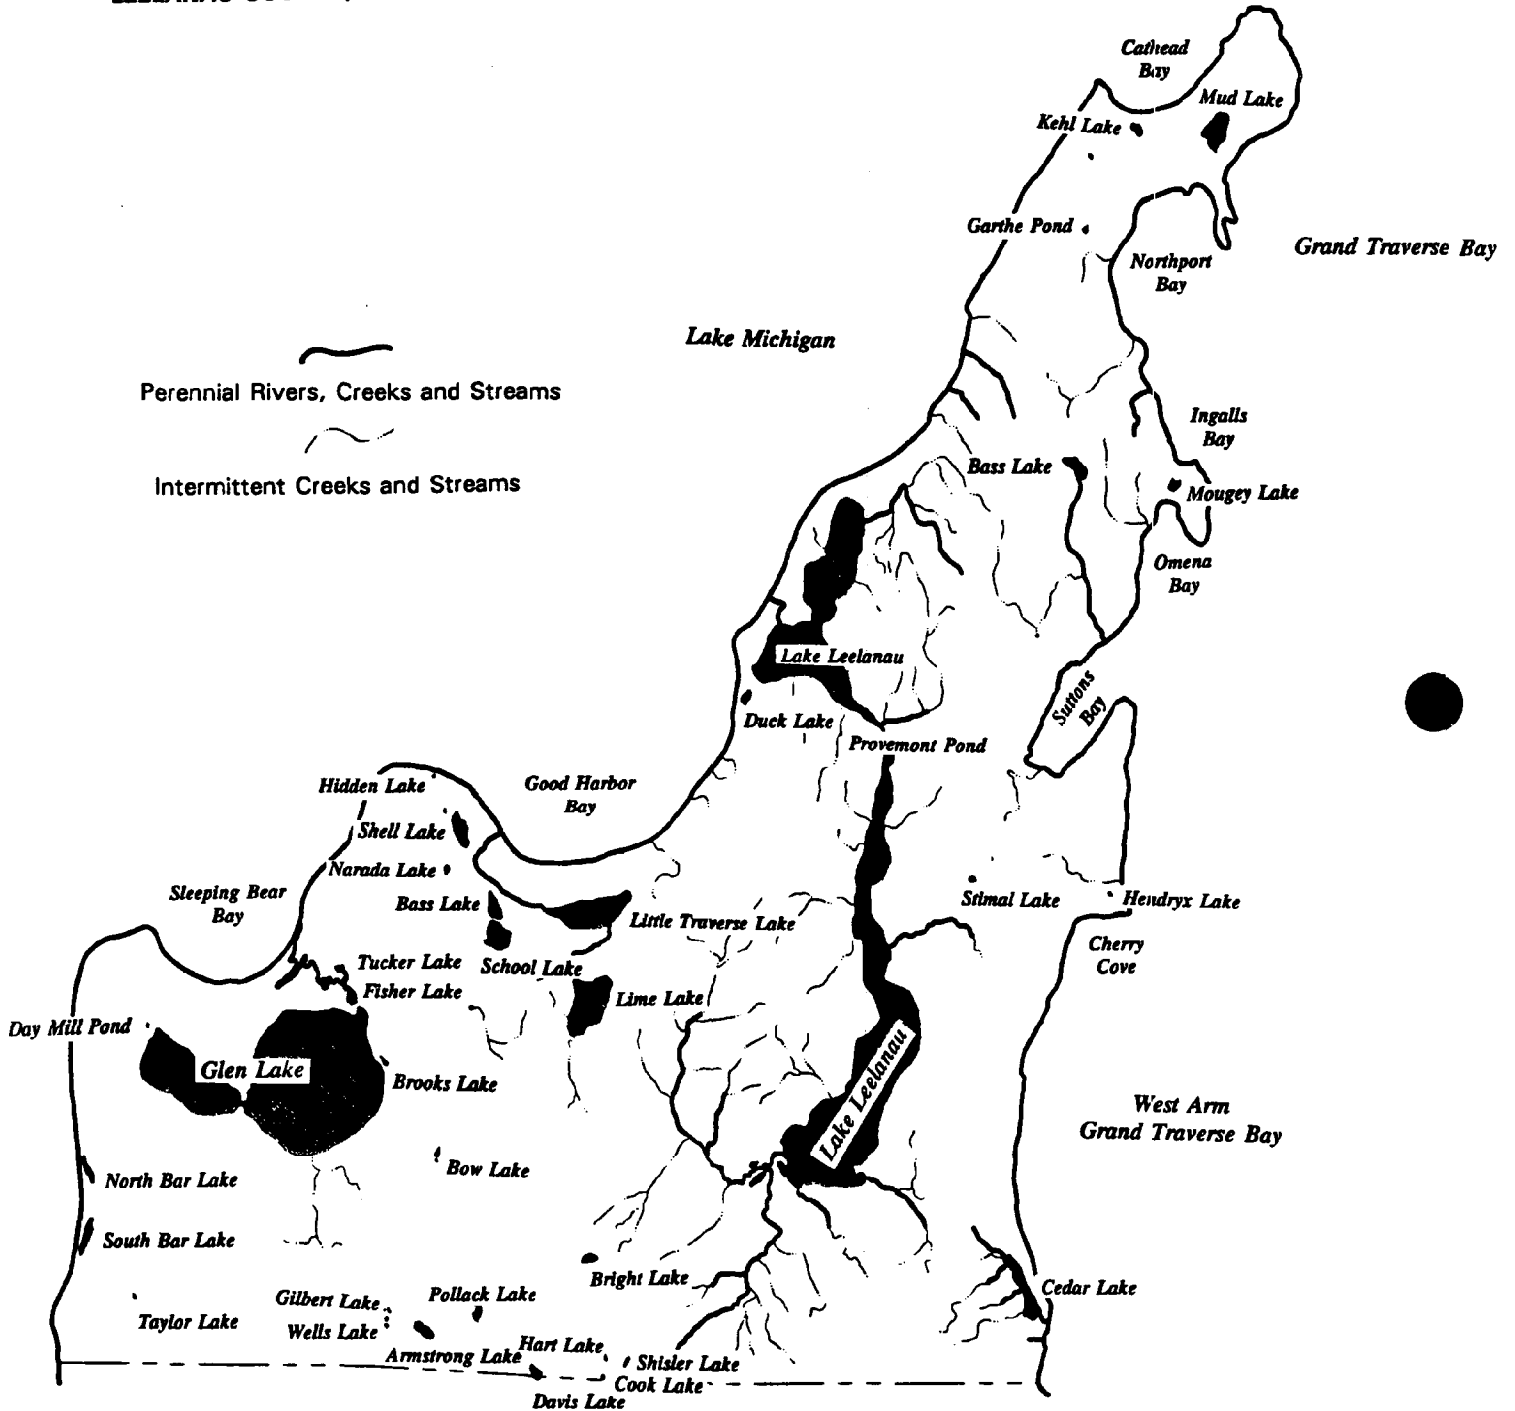 Cathead
Bay
Mud Lake
Kehl Lake
Garthe Pond
Northport
Bay
Grand Traverse Bay
Lake Michigan
Perennial Rivers, Creeks and Streams
Intermittent Creeks and Streams
Ingalls
Bay
Bass Lake
Mougey Lake
Omena
Bay
Lake Leelanau
Suttons
Bay
Duck Lake
Provemont Pond
Hidden Lake
Good Harbor
Bay
Shell Lake
Narada Lake
Sleeping Bear
Bay
Bass Lake
Stimal Lake
Hendryx Lake
Little Traverse Lake
Cherry
Cove
Tucker Lake
School Lake
Fisher Lake
Lime Lake
Day Mill Pond
Glen Lake
Brooks Lake
Lake Leelanau
West Arm
Grand Traverse Bay
Bow Lake
North Bar Lake
South Bar Lake
Bright Lake
Cedar Lake
Pollack Lake
Gilbert Lake
Taylor Lake
Wells Lake
Hart Lake
Armstrong Lake
Shisler Lake
Cook Lake
Davis Lake